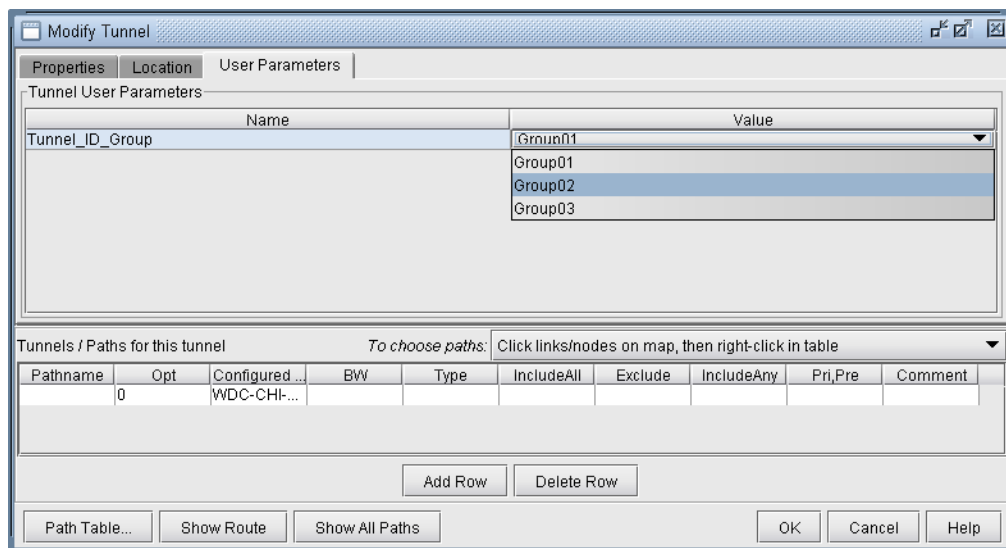 Modify Tunnel
Properties Location User Parameters
Tunnel User Parameters
Name Value
Tunnel_ID_Group Group01
Group01
Group02
Group03
Tunnels / Paths for this tunnel To choose paths: Click links/nodes on map, then right-click in table
Pathname Opt Configured ... BW Type IncludeAll Exclude IncludeAny Pri,Pre Comment
0 WDC-CHI-...
Add Row Delete Row
Path Table... Show Route Show All Paths OK Cancel Help